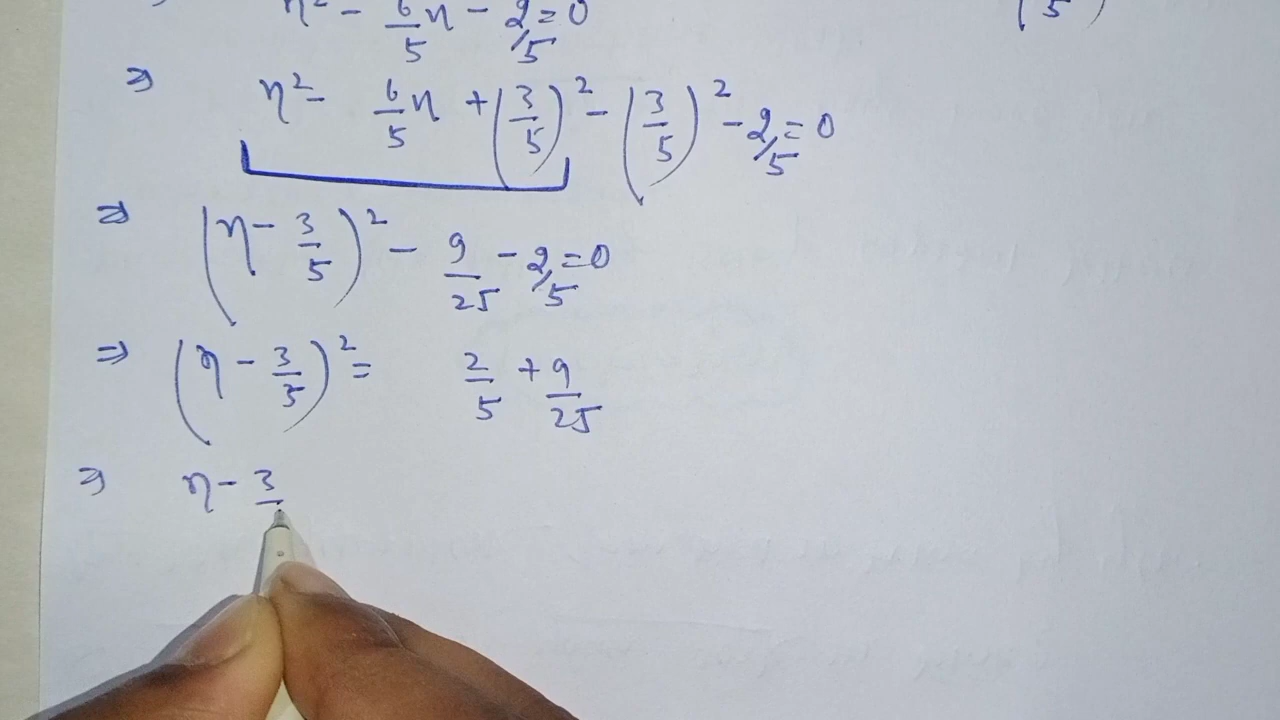 x² - 6/5 x - 2/5 = 0
⇒ x² - 6/5 x + (3/5)² - (3/5)² - 2/5 = 0
⇒ (x - 3/5)² - 9/25 - 2/5 = 0
⇒ (x - 3/5)² = 2/5 + 9/25
⇒ x - 3